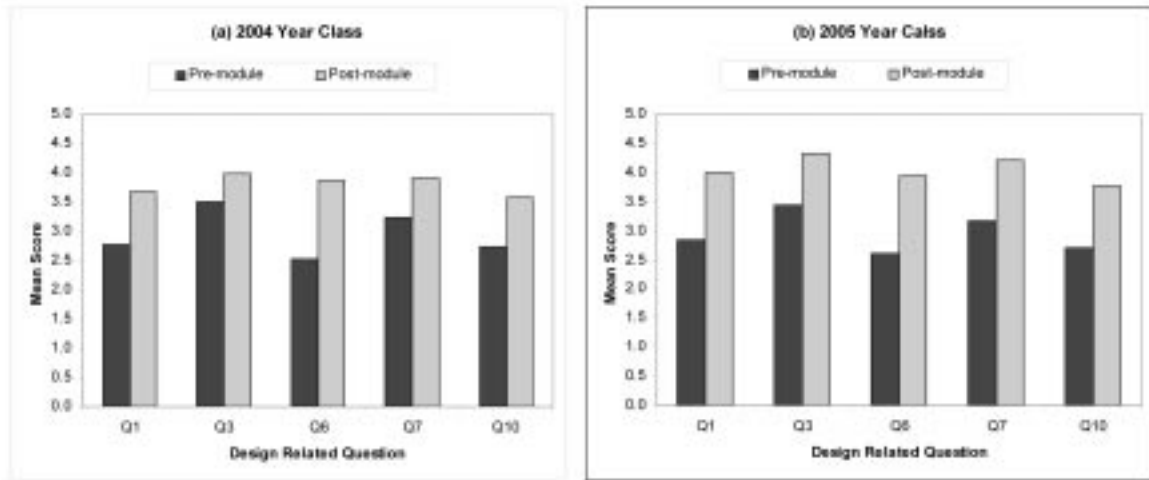 (a) 2004 Year Class
Pre-module Post-module
5.0
4.5
4.0
3.5
3.0
2.5
2.0
1.5
1.0
0.5
0.0
Mean Score
Q1 Q3 Q6 Q7 Q10
Design Related Question
(b) 2005 Year Calss
Pre-module Post-module
5.0
4.5
4.0
3.5
3.0
2.5
2.0
1.5
1.0
0.5
0.0
Mean Score
Q1 Q3 Q6 Q7 Q10
Design Related Question